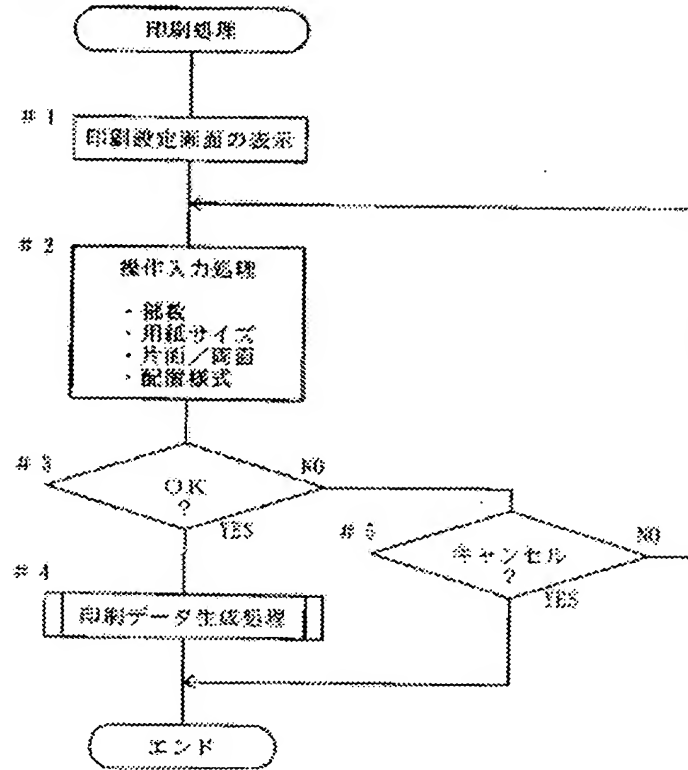 印刷処理
#1
印刷設定画面の表示
#2
操作入力処理
・部数
・用紙サイズ
・片面／両面
・配置様式
#3
OK
?
NO
YES
#5
キャンセル
?
NO
YES
#4
印刷データ生成処理
エンド